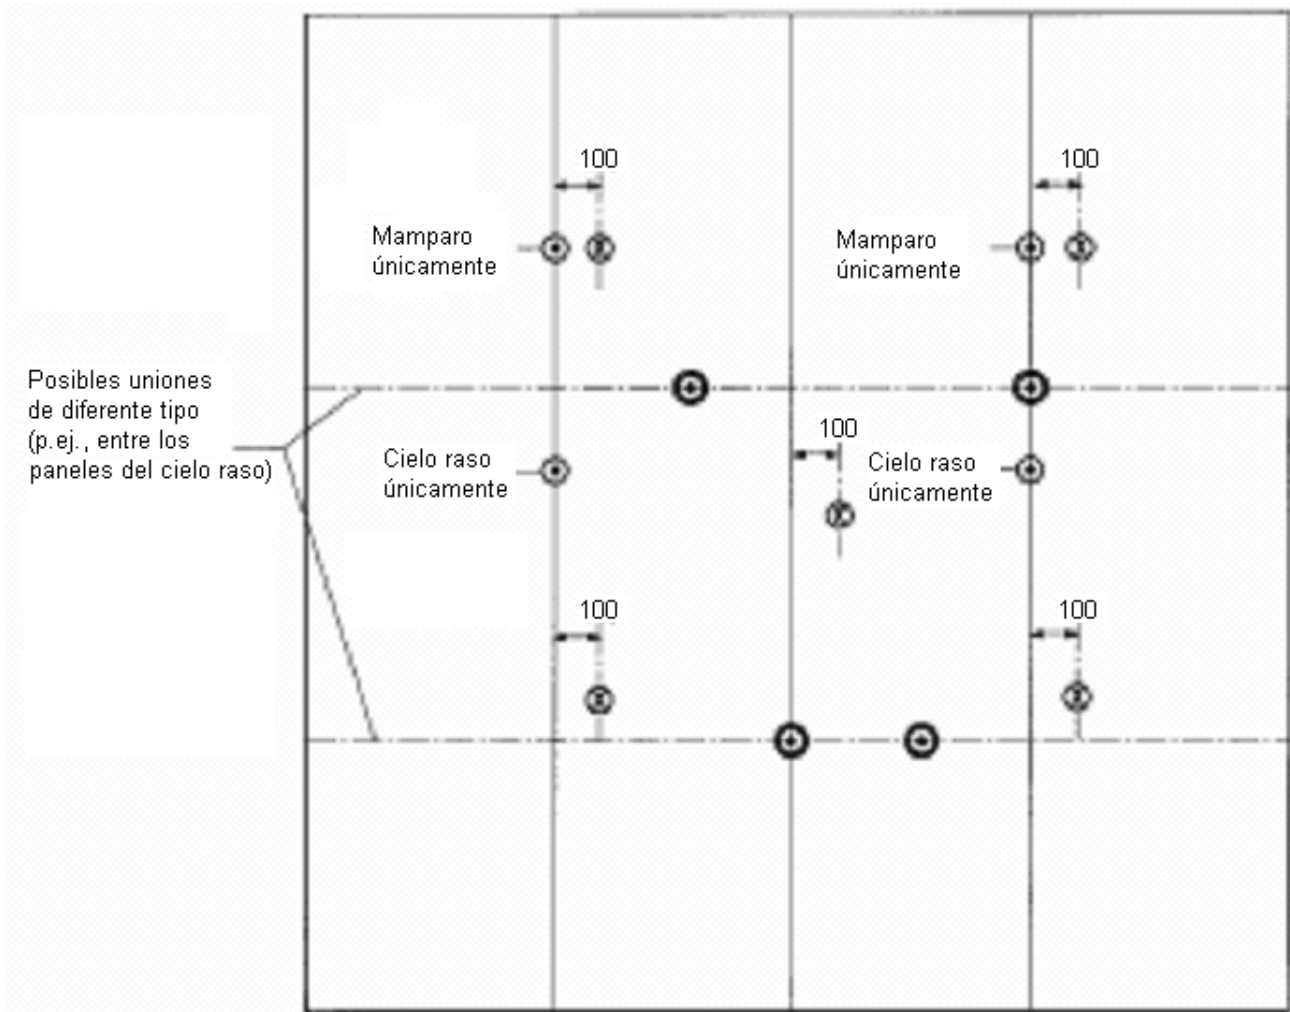 100
100
Mamparo
únicamente
Mamparo
únicamente
Posibles uniones
de diferente tipo
(p.ej., entre los
paneles del cielo raso)
100
Cielo raso
únicamente
Cielo raso
únicamente
100
100